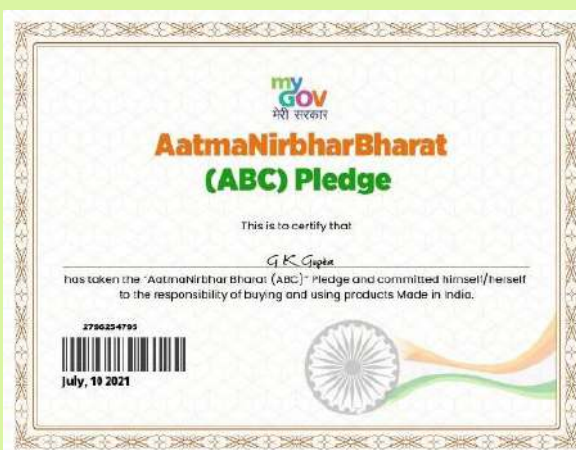 my
GOV
मेरी सरकार
AatmaNirbharBharat
(ABC) Pledge
This is to certify that
G K Gupta
has taken the "AatmaNirbhar Bharat (ABC)" Pledge and committed himself/herself
to the responsibility of buying and using products Made in India.
2796254795
July, 10 2021